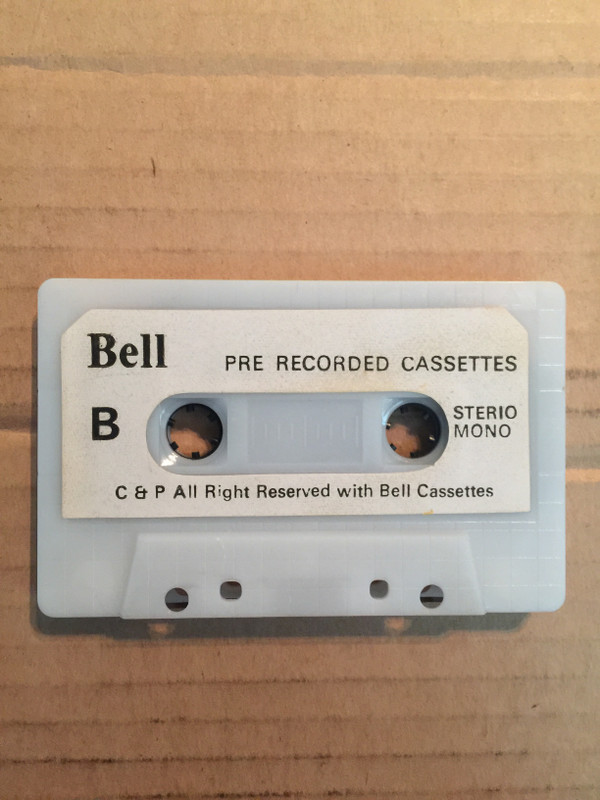 Bell
PRE RECORDED CASSETTES
B
STERIO
MONO
C & P All Right Reserved with Bell Cassettes